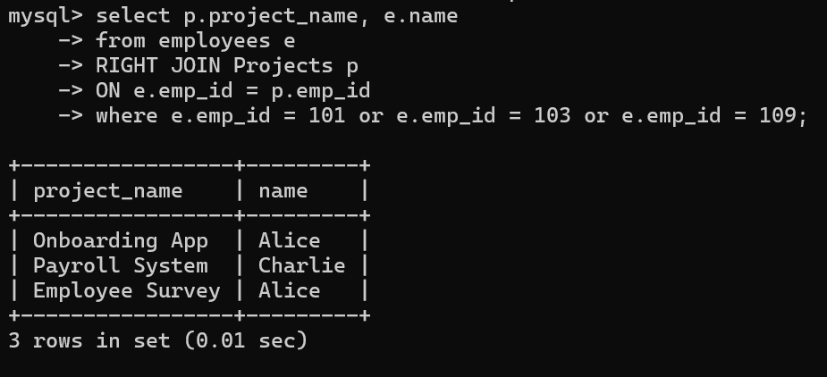 mysql> select p.project_name, e.name
    -> from employees e
    -> RIGHT JOIN Projects p
    -> ON e.emp_id = p.emp_id
    -> where e.emp_id = 101 or e.emp_id = 103 or e.emp_id = 109;
+-----------------+---------+
| project_name    | name    |
+-----------------+---------+
| Onboarding App  | Alice   |
| Payroll System  | Charlie |
| Employee Survey | Alice   |
+-----------------+---------+
3 rows in set (0.01 sec)